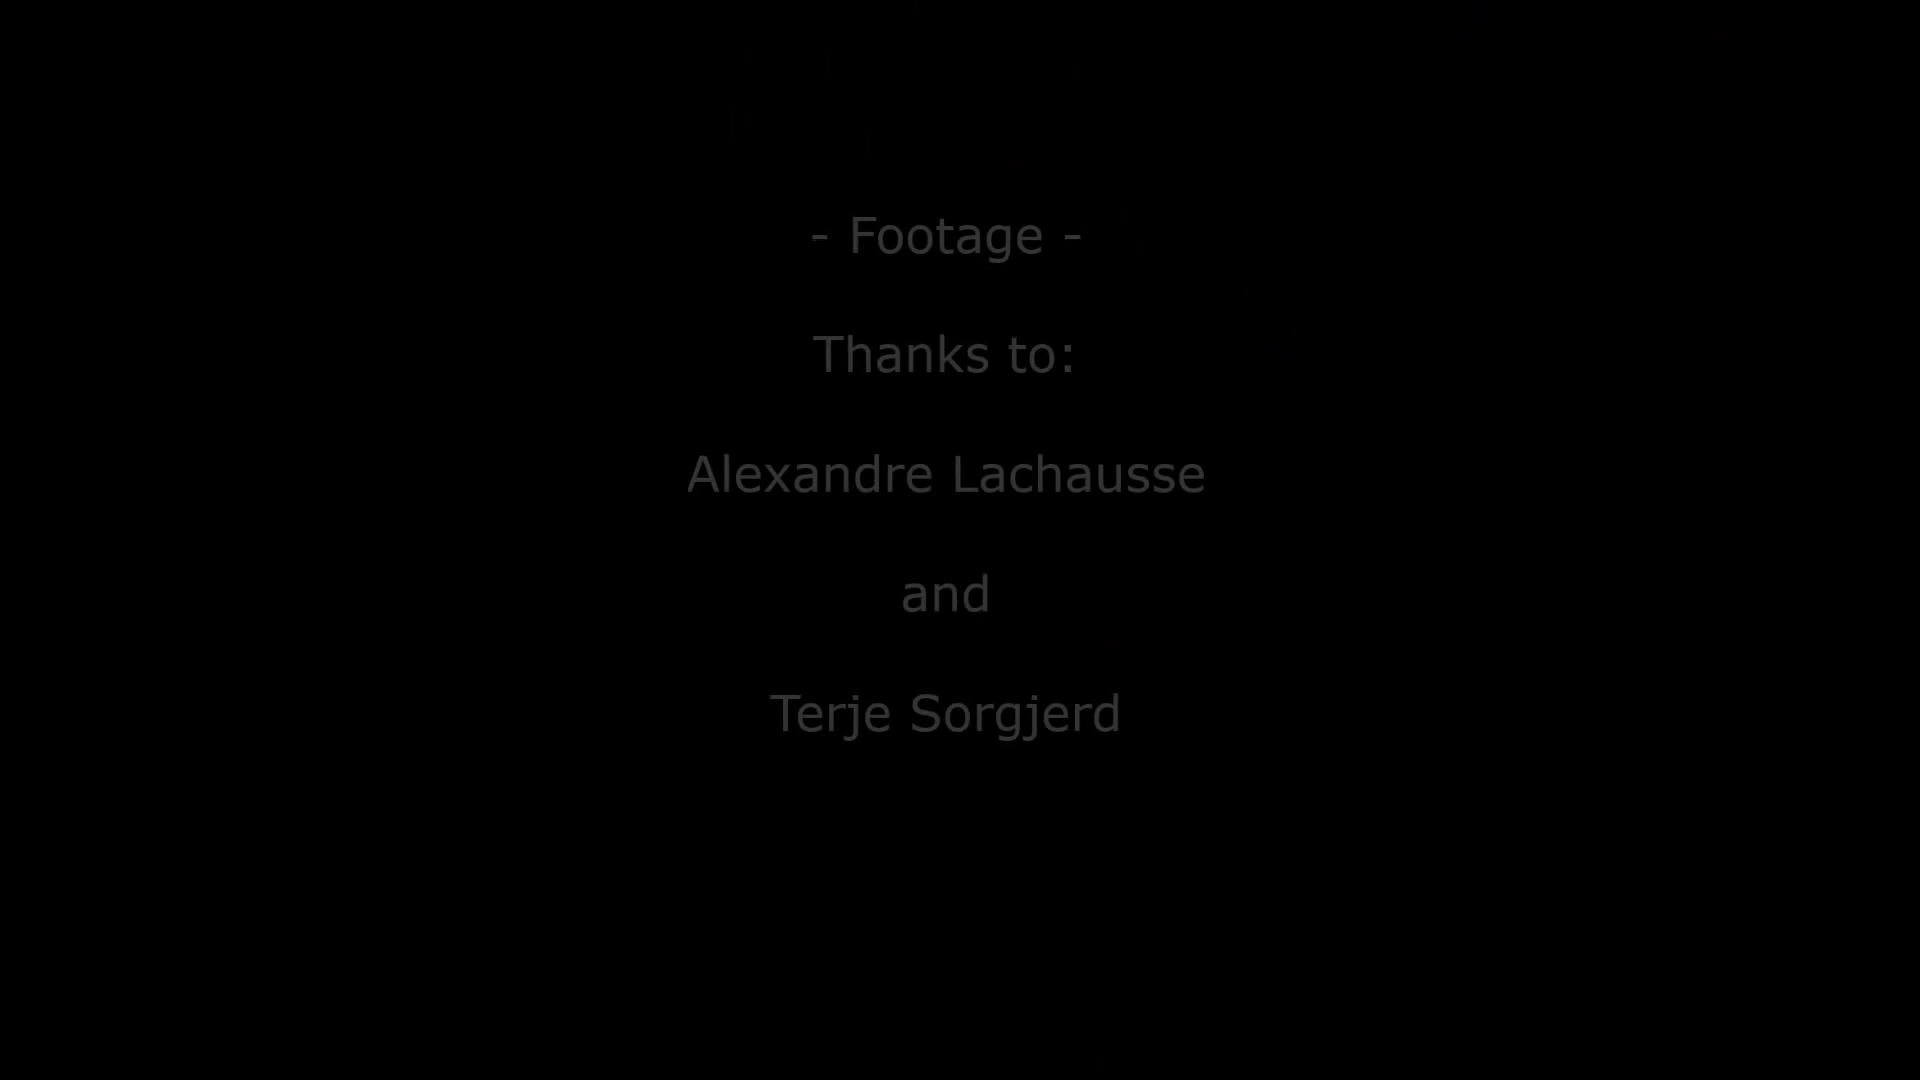 - Footage -
Thanks to:
Alexandre Lachausse
and
Terje Sorgjerd